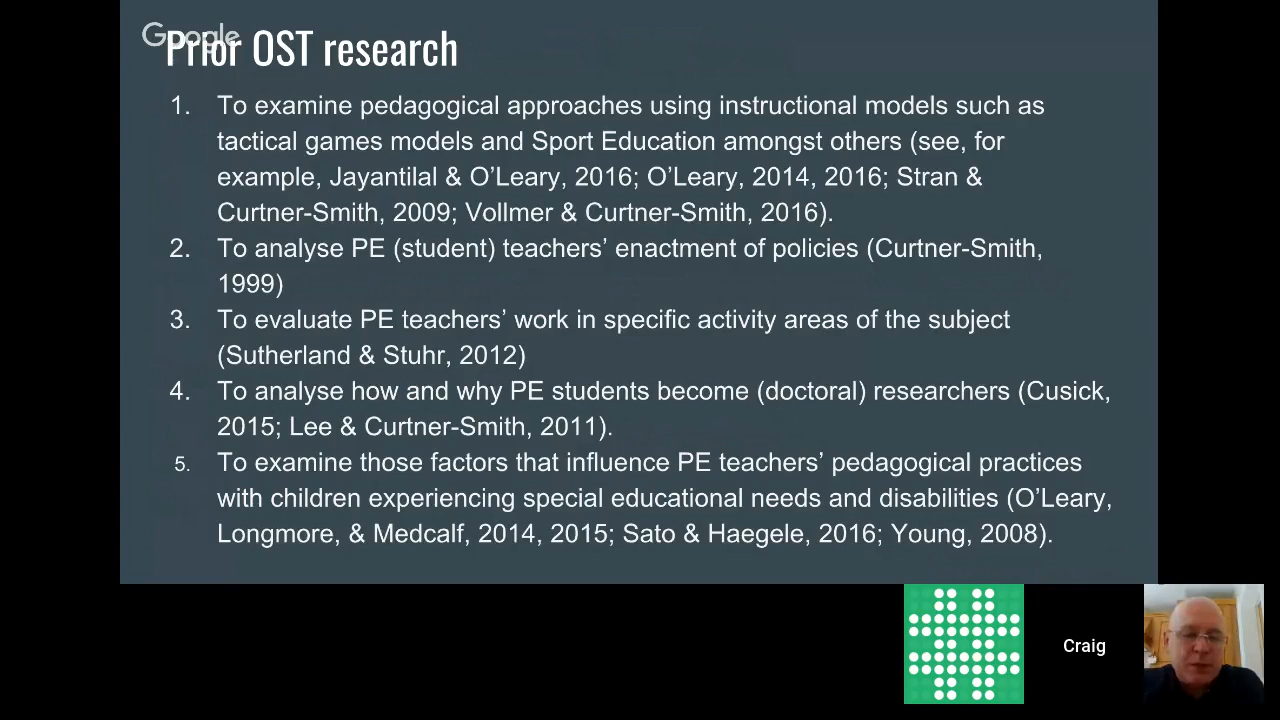 Google
Prior OST research
1. To examine pedagogical approaches using instructional models such as
tactical games models and Sport Education amongst others (see, for
example, Jayantilal & O’Leary, 2016; O’Leary, 2014, 2016; Stran &
Curtner-Smith, 2009; Vollmer & Curtner-Smith, 2016).
2. To analyse PE (student) teachers’ enactment of policies (Curtner-Smith,
1999)
3. To evaluate PE teachers’ work in specific activity areas of the subject
(Sutherland & Stuhr, 2012)
4. To analyse how and why PE students become (doctoral) researchers (Cusick,
2015; Lee & Curtner-Smith, 2011).
5. To examine those factors that influence PE teachers’ pedagogical practices
with children experiencing special educational needs and disabilities (O’Leary,
Longmore, & Medcalf, 2014, 2015; Sato & Haegele, 2016; Young, 2008).
Craig